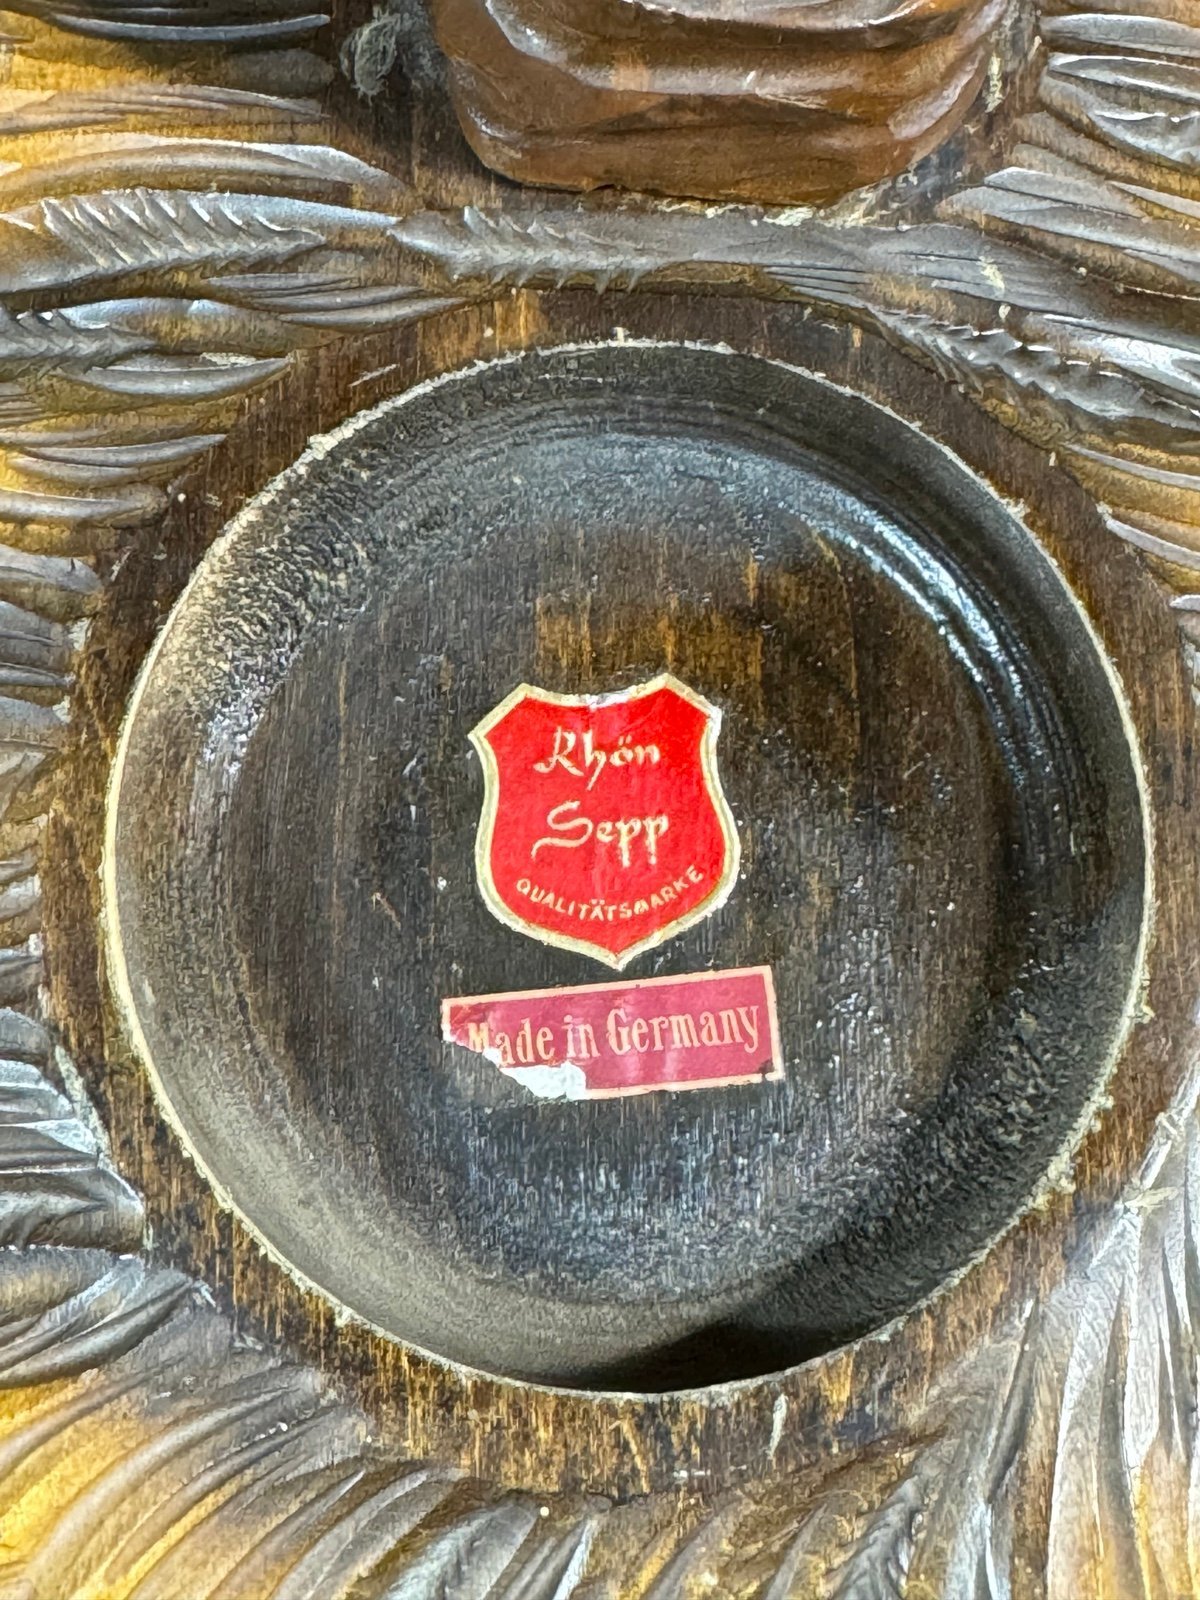 Rhön
Sepp
QUALITÄTSMARKE
Made in Germany